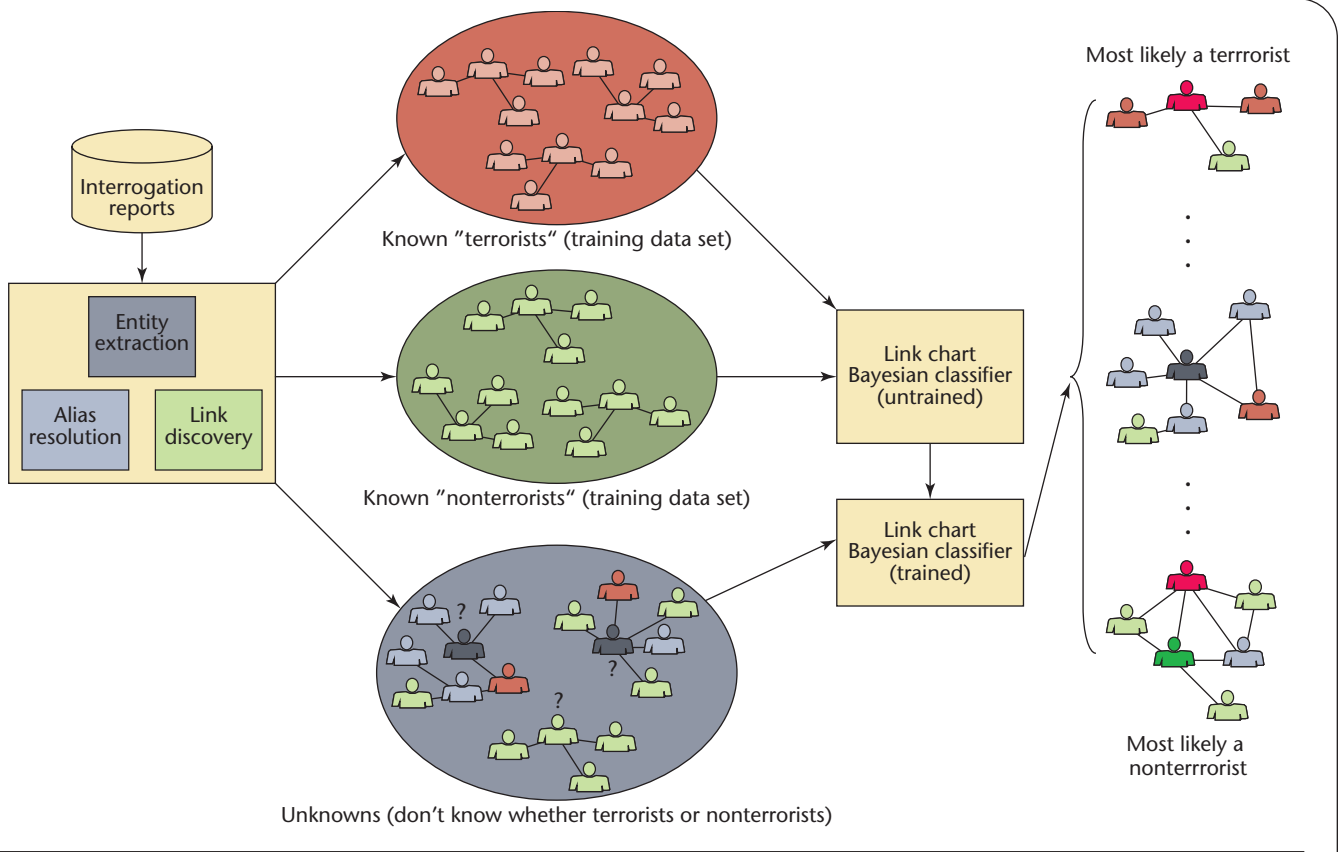 Most likely a terrrorist
Interrogation
reports
Known "terrorists" (training data set)
Entity
extraction
Alias
resolution
Link
discovery
Link chart
Bayesian classifier
(untrained)
Known "nonterrorists" (training data set)
Link chart
Bayesian classifier
(trained)
?
?
?
Most likely a
nonterrrorist
Unknowns (don't know whether terrorists or nonterrorists)